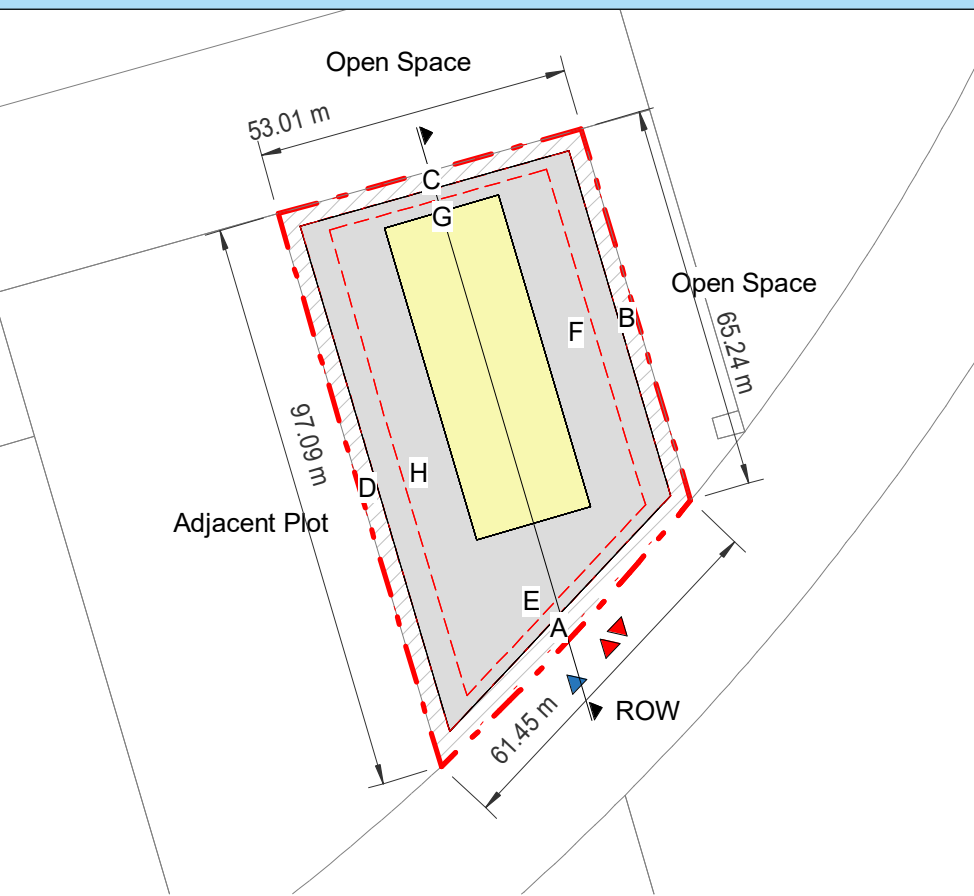 Open Space
53.01 m
C
G
Open Space
B
F
65.24 m
97.09 m
H
D
Adjacent Plot
E
A
ROW
61.45 m